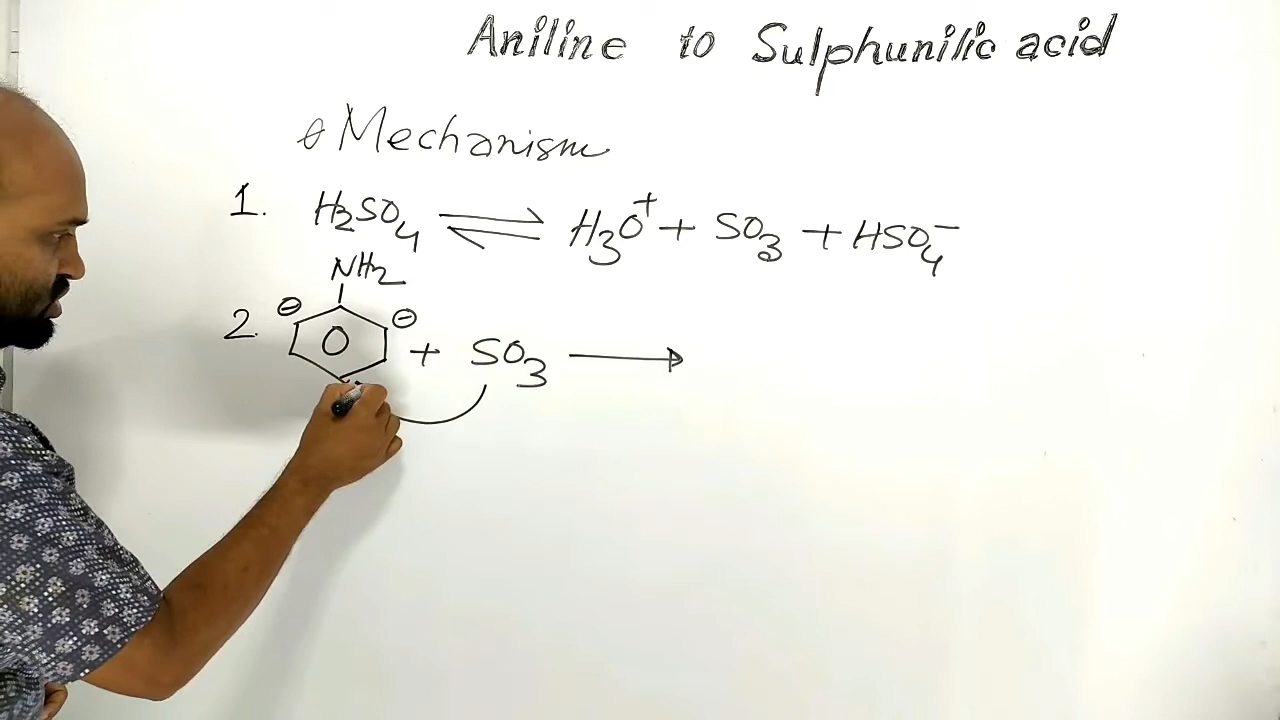 Aniline to Sulphunilic acid
Mechanism
1. H₂SO₄ ⇌ H₃O⁺ + SO₃ + HSO₄⁻
NH₂
⊖ ⊖
2. + SO₃ →